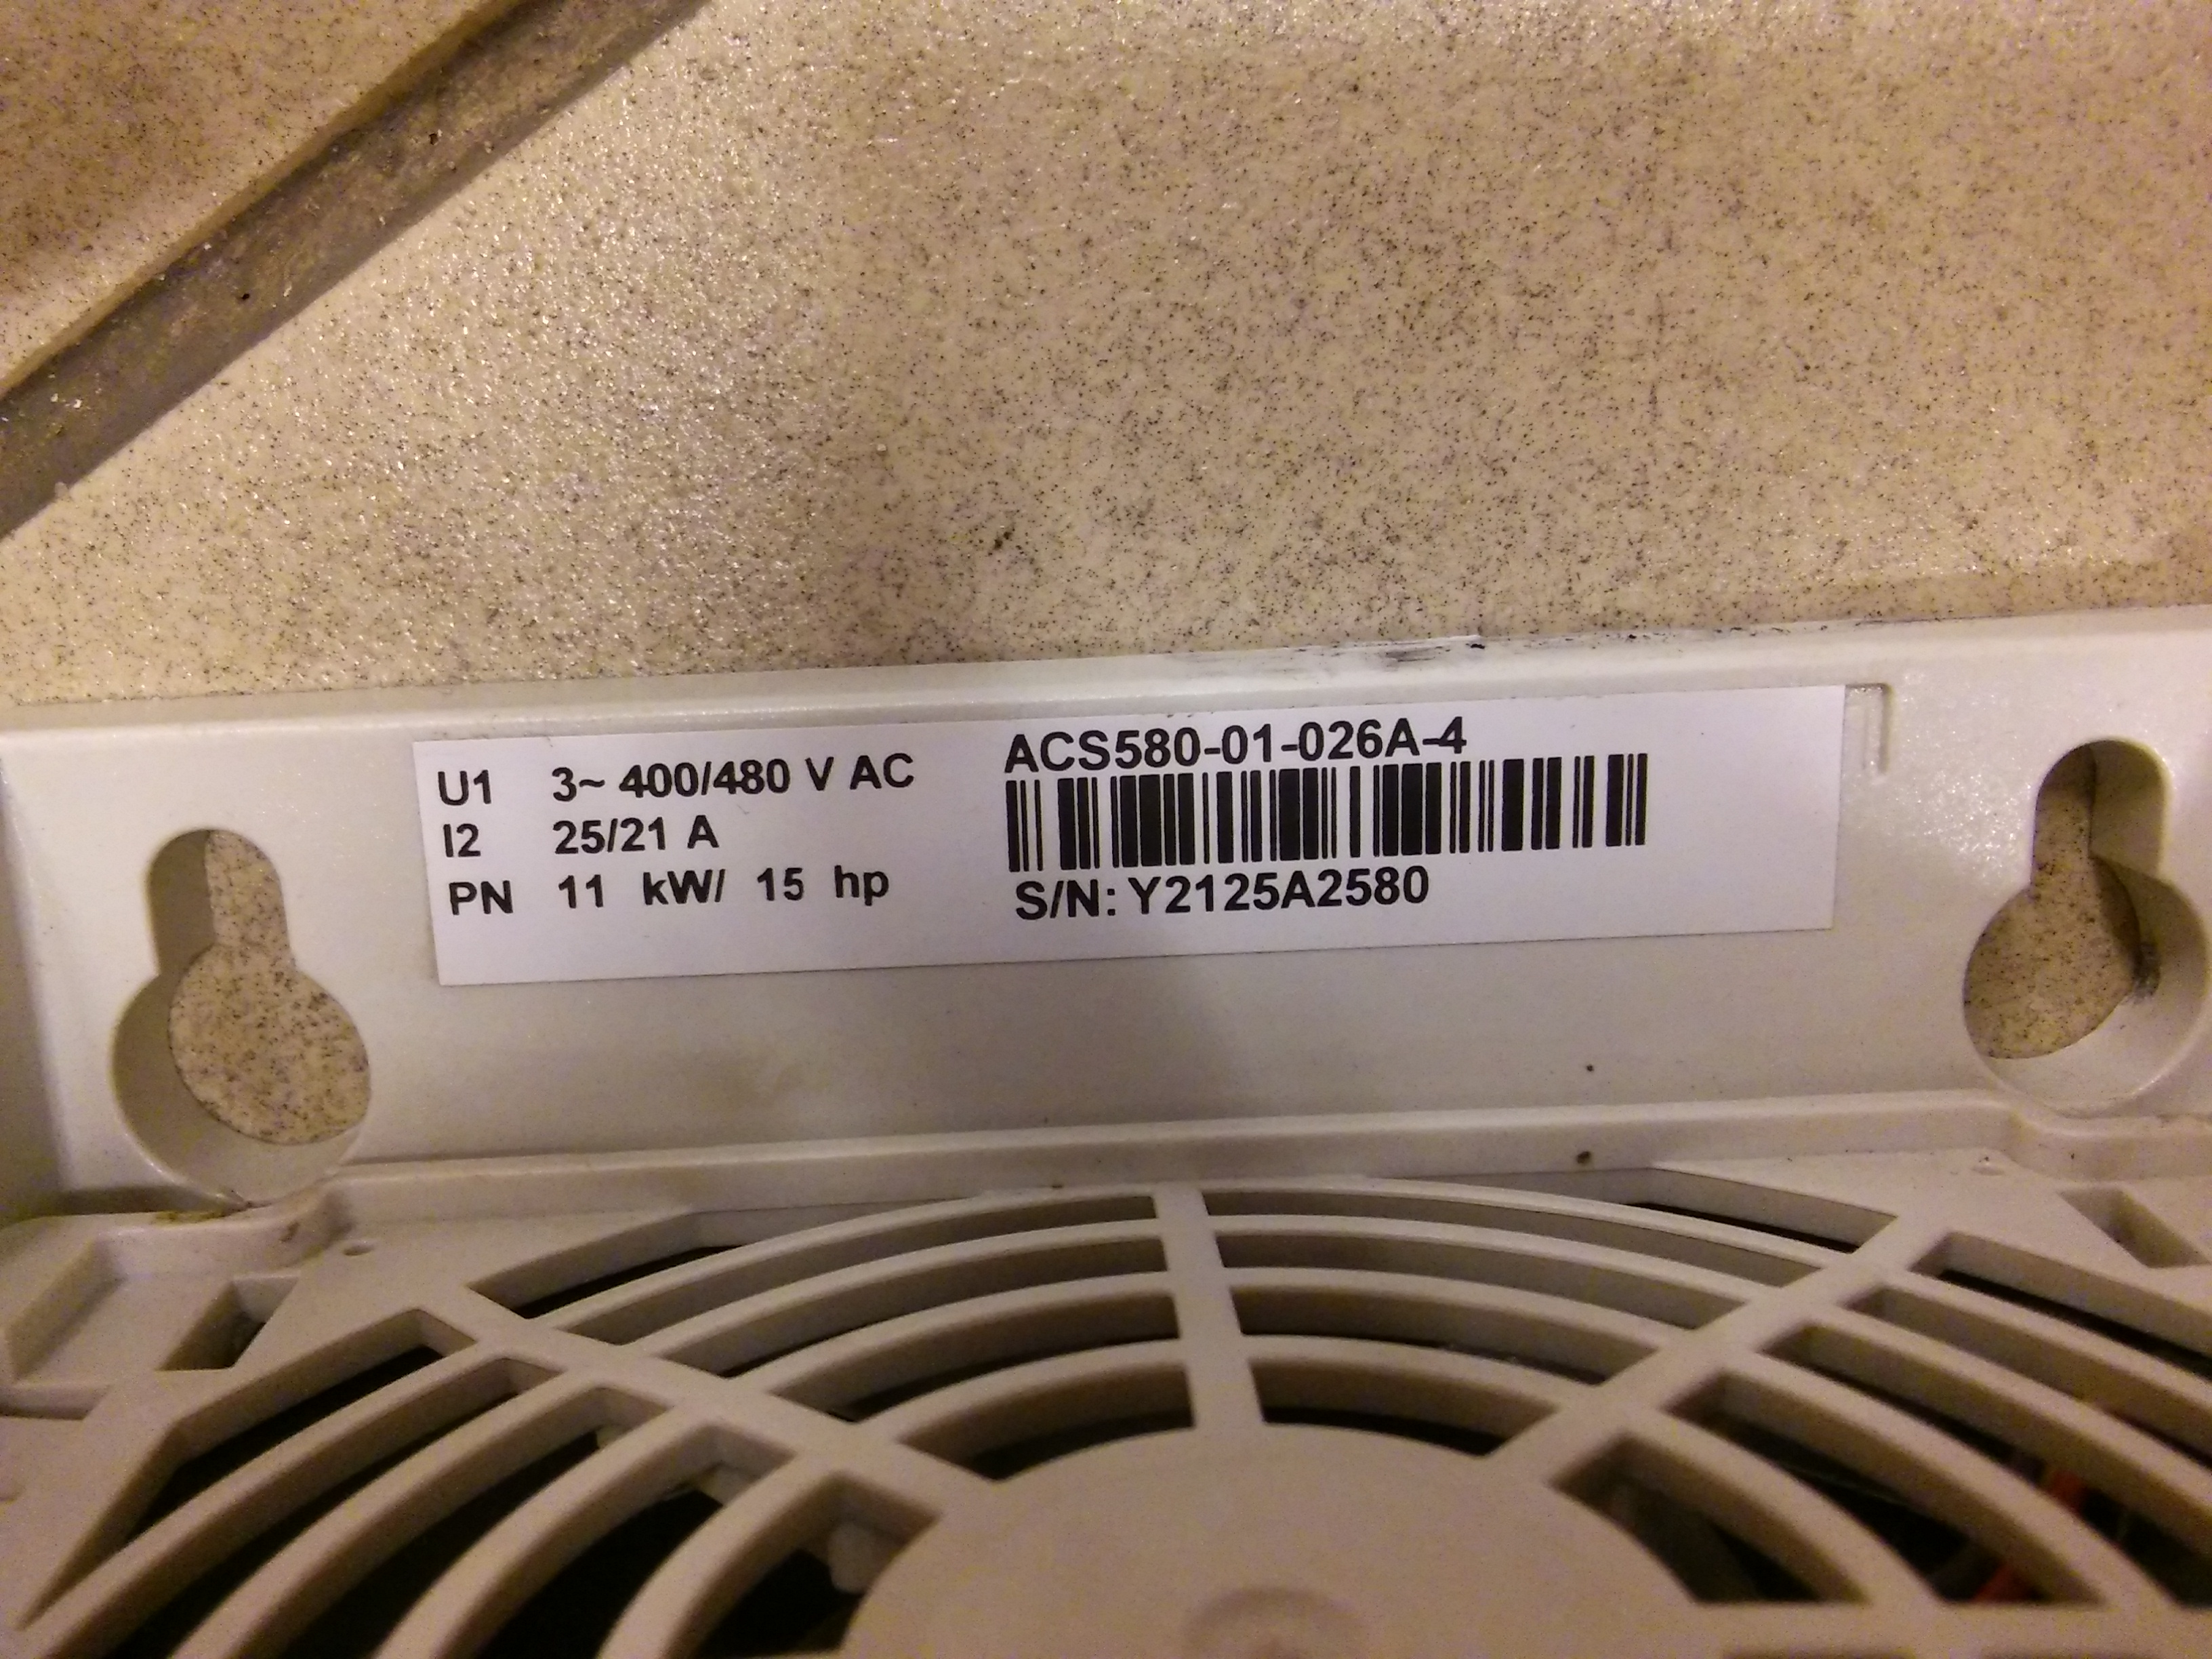 U1 3~ 400/480 V AC
I2 25/21 A
PN 11 kW/ 15 hp
ACS580-01-026A-4
S/N: Y2125A2580